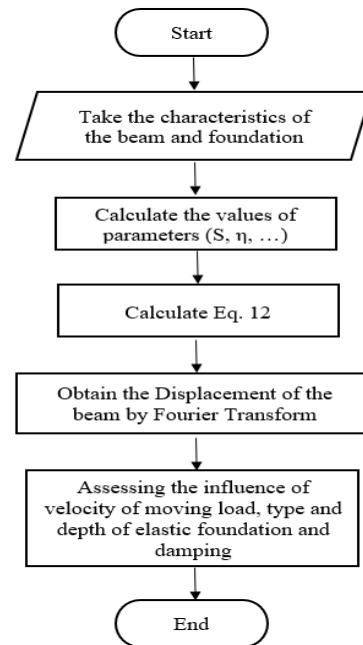 Start
Take the characteristics of
the beam and foundation
Calculate the values of
parameters (S, η, …)
Calculate Eq. 12
Obtain the Displacement of the
beam by Fourier Transform
Assessing the influence of
velocity of moving load, type and
depth of elastic foundation and
damping
End